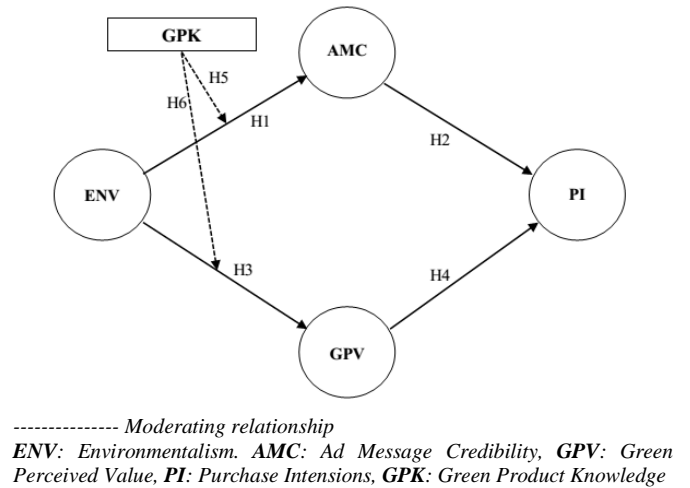 GPK
AMC
H5
H6
H1
H2
ENV
PI
H3
H4
GPV
--------------- Moderating relationship
ENV: Environmentalism. AMC: Ad Message Credibility, GPV: Green
Perceived Value, PI: Purchase Intensions, GPK: Green Product Knowledge